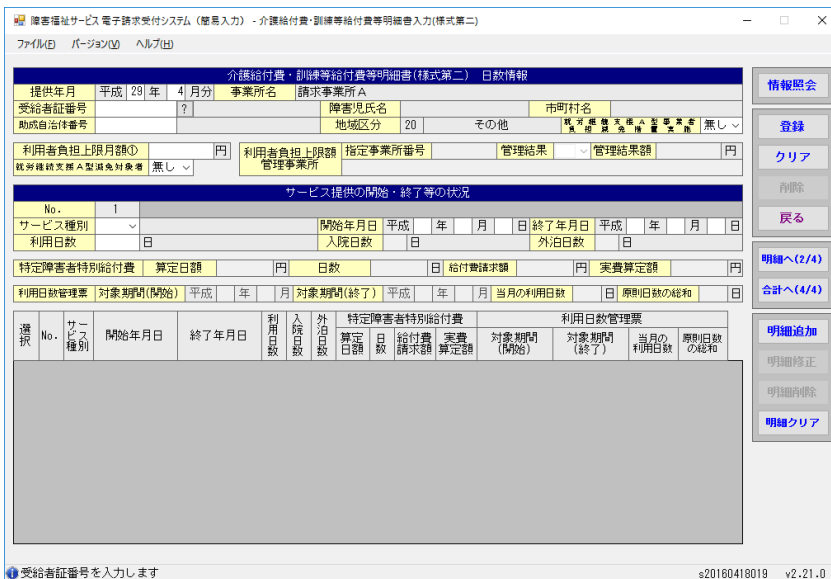 障害福祉サービス 電子請求受付システム（簡易入力） - 介護給付費･訓練等給付費等明細書入力(様式第二)
ファイル(F) バージョン(V) ヘルプ(H)
介護給付費・訓練等給付費等明細書(様式第二) 日数情報
提供年月 平成 29 年 4 月分 事業所名 請求事業所Ａ
受給者証番号 ? 障害児氏名 市町村名
助成自治体番号 地域区分 20 その他 就労継続支援Ａ型事業者負担減免措置実施 無し
利用者負担上限月額① 円 利用者負担上限額管理事業所 指定事業所番号 管理結果 管理結果額 円
就労継続支援Ａ型減免対象者 無し
サービス提供の開始・終了等の状況
No. 1
サービス種別 開始年月日 平成 年 月 日 終了年月日 平成 年 月 日
利用日数 日 入院日数 日 外泊日数 日
特定障害者特別給付費 算定日額 円 日数 日 給付費請求額 円 実費算定額 円
利用日数管理票 対象期間(開始) 平成 年 月 対象期間(終了) 平成 年 月 当月の利用日数 日 原則日数の総和 日
選択 No. サービス種別 開始年月日 終了年月日 利用日数 入院日数 外泊日数 特定障害者特別給付費 利用日数管理票
算定日額 日数 給付費請求額 実費算定額 対象期間(開始) 対象期間(終了) 当月の利用日数 原則日数の総和
情報照会
登録
クリア
削除
戻る
明細へ(2/4)
合計へ(4/4)
明細追加
明細修正
明細削除
明細クリア
受給者証番号を入力します s20160418019 v2.21.0